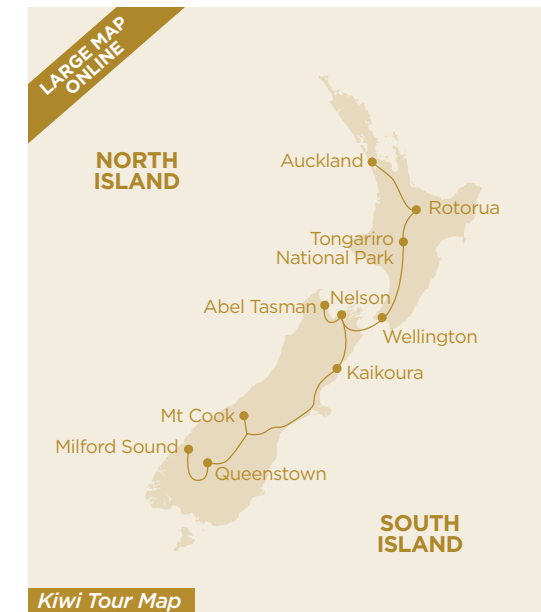 LARGE MAP
ONLINE
NORTH
ISLAND
Auckland
Rotorua
Tongariro
National Park
Nelson
Abel Tasman
Wellington
Kaikoura
Mt Cook
Milford Sound
Queenstown
SOUTH
ISLAND
Kiwi Tour Map